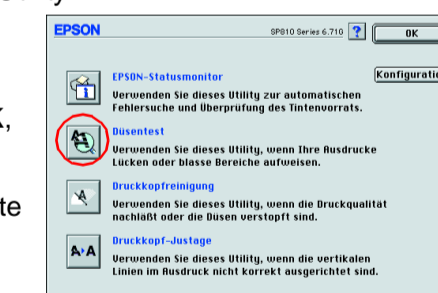 EPSON
SP810 Series 6.710 ? OK
EPSON-Statusmonitor
Verwenden Sie dieses Utility zur automatischen
Fehlersuche und Überprüfung des Tintenvorrats.
Düsentest
Verwenden Sie dieses Utility, wenn Ihre Ausdrucke
Lücken oder blasse Bereiche aufweisen.
Druckkopfreinigung
Verwenden Sie dieses Utility, wenn die Druckqualität
nachläßt oder die Düsen verstopft sind.
Druckkopf-Justage
Verwenden Sie dieses Utility, wenn die vertikalen
Linien im Ausdruck nicht korrekt ausgerichtet sind.